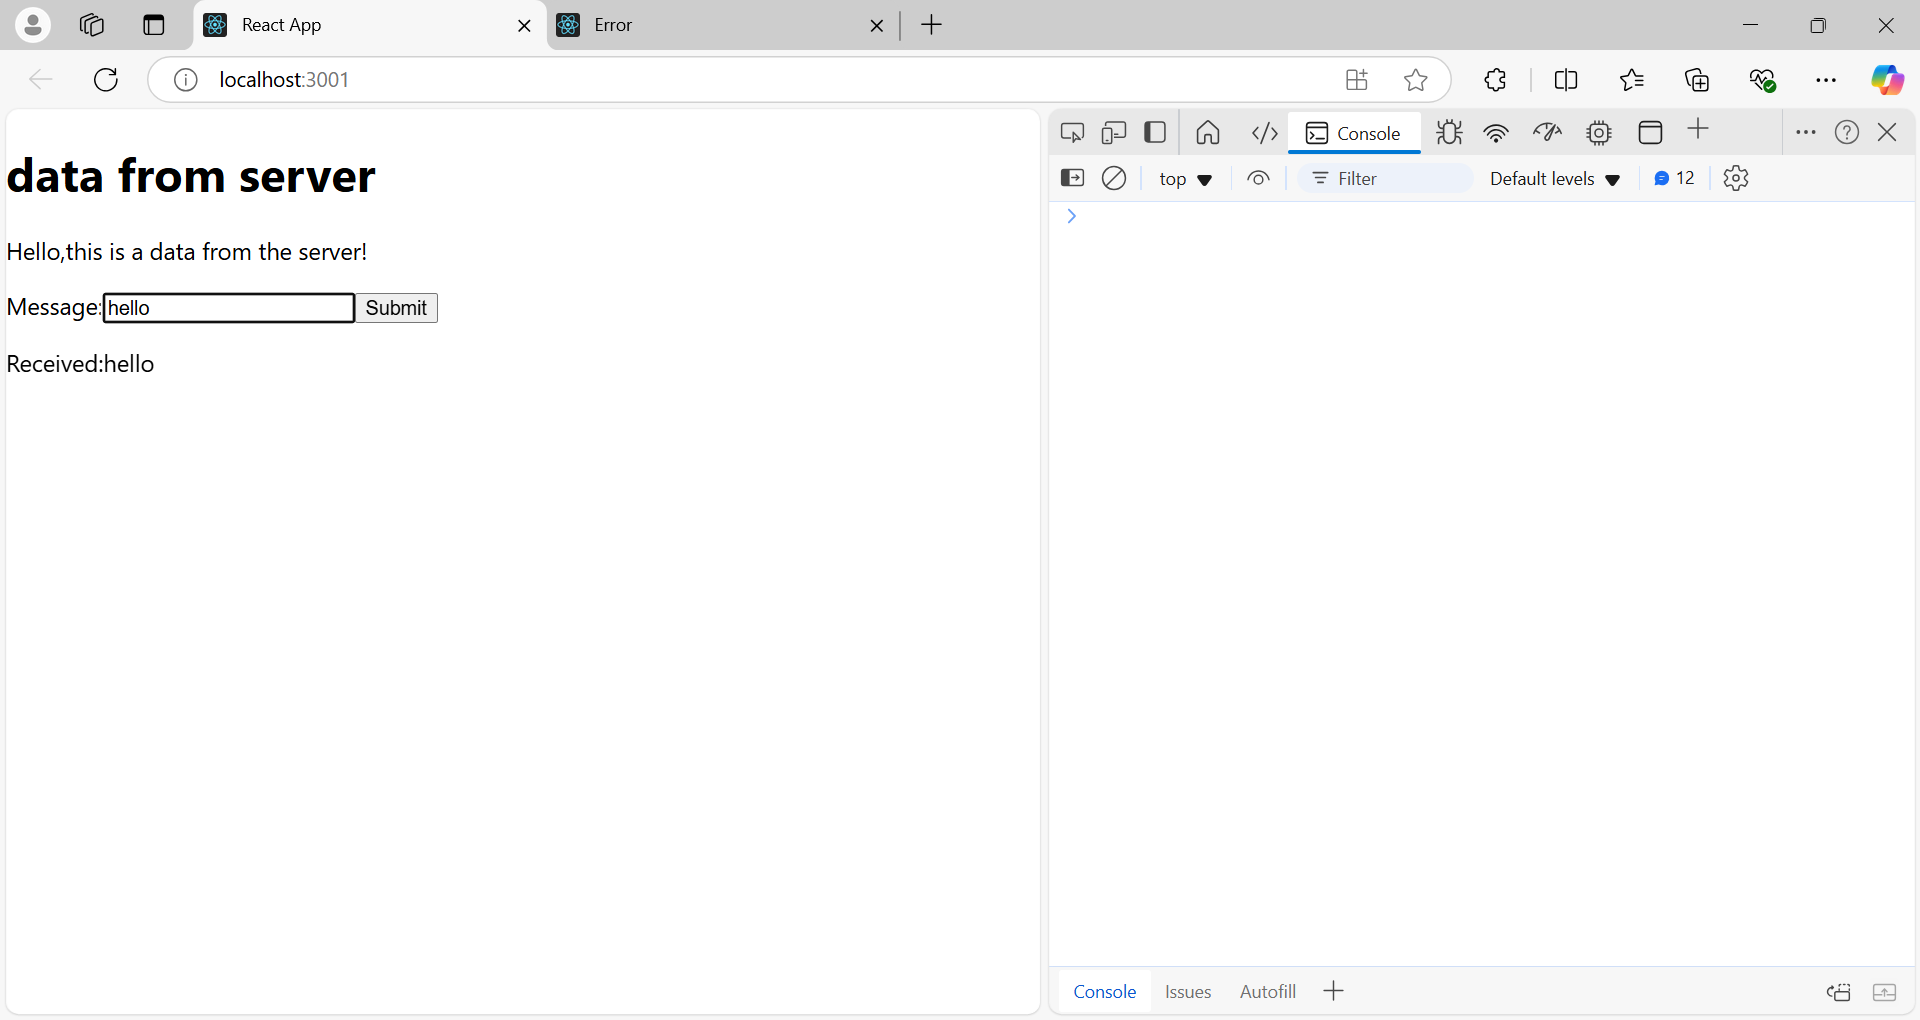 React App
Error
localhost:3001
data from server
Hello,this is a data from the server!
Message:hello Submit
Received:hello
Console
top
Filter
Default levels
12
Console
Issues
Autofill